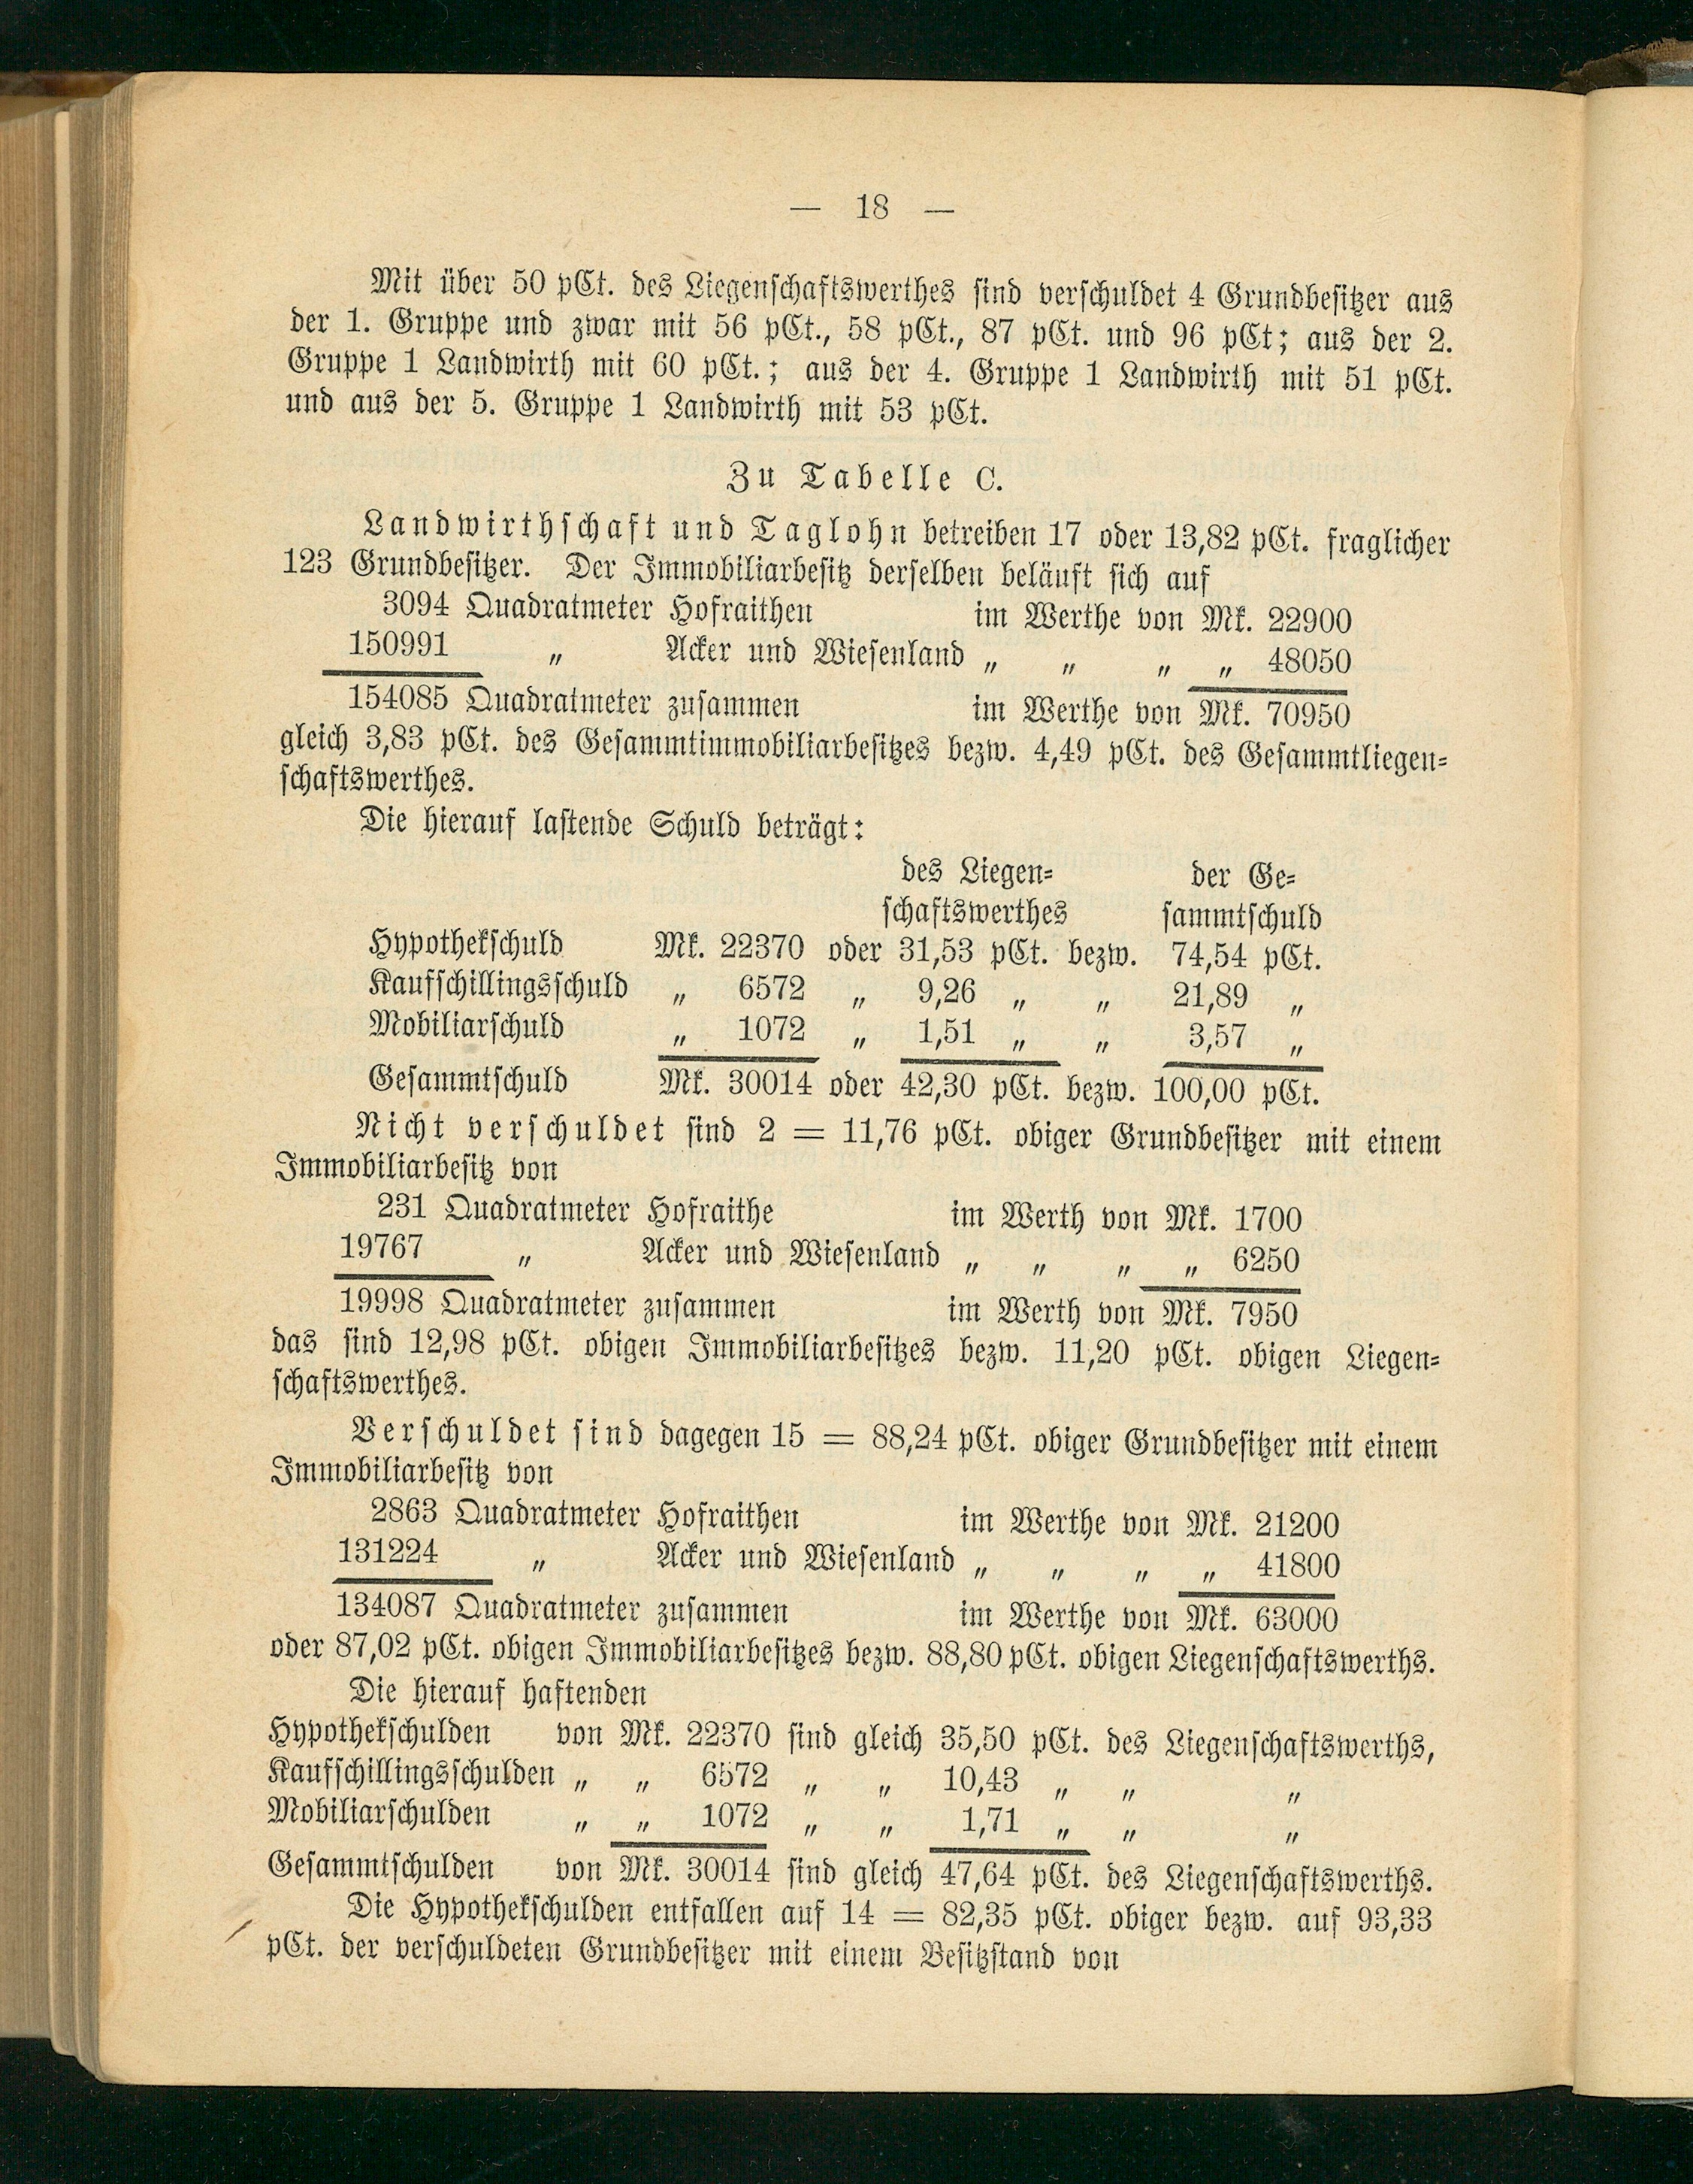 — 18 —
Mit über 50 pCt. des Liegenschaftswerthes sind verschuldet 4 Grundbesitzer aus
der 1. Gruppe und zwar mit 56 pCt., 58 pCt., 87 pCt. und 96 pCt; aus der 2.
Gruppe 1 Landwirth mit 60 pCt.; aus der 4. Gruppe 1 Landwirth mit 51 pCt.
und aus der 5. Gruppe 1 Landwirth mit 53 pCt.
Zu Tabelle C.
Landwirthschaft und Taglohn betreiben 17 oder 13,82 pCt. fraglicher
123 Grundbesitzer. Der Immobiliarbesitz derselben beläuft sich auf
3094 Quadratmeter Hofraithen im Werthe von Mk. 22900
150991 „ Acker und Wiesenland „ „ „ „ 48050
154085 Quadratmeter zusammen im Werthe von Mk. 70950
gleich 3,83 pCt. des Gesammtimmobiliarbesitzes bezw. 4,49 pCt. des Gesammtliegen-
schaftswerthes.
Die hierauf lastende Schuld beträgt:
des Liegen- der Ge-
schaftswerthes sammtschuld
Hypothekschuld Mk. 22370 oder 31,53 pCt. bezw. 74,54 pCt.
Kaufschillingsschuld „ 6572 „ 9,26 „ „ 21,89 „
Mobiliarschuld „ 1072 „ 1,51 „ „ 3,57 „
Gesammtschuld Mk. 30014 oder 42,30 pCt. bezw. 100,00 pCt.
Nicht verschuldet sind 2 = 11,76 pCt. obiger Grundbesitzer mit einem
Immobiliarbesitz von
231 Quadratmeter Hofraithe im Werth von Mk. 1700
19767 „ Acker und Wiesenland „ „ „ „ 6250
19998 Quadratmeter zusammen im Werth von Mk. 7950
das sind 12,98 pCt. obigen Immobiliarbesitzes bezw. 11,20 pCt. obigen Liegen-
schaftswerthes.
Verschuldet sind dagegen 15 = 88,24 pCt. obiger Grundbesitzer mit einem
Immobiliarbesitz von
2863 Quadratmeter Hofraithen im Werthe von Mk. 21200
131224 „ Acker und Wiesenland „ „ „ „ 41800
134087 Quadratmeter zusammen im Werthe von Mk. 63000
oder 87,02 pCt. obigen Immobiliarbesitzes bezw. 88,80 pCt. obigen Liegenschaftswerths.
Die hierauf haftenden
Hypothekschulden von Mk. 22370 sind gleich 35,50 pCt. des Liegenschaftswerths,
Kaufschillingsschulden „ „ 6572 „ „ 10,43 „ „ „
Mobiliarschulden „ „ 1072 „ „ 1,71 „ „ „
Gesammtschulden von Mk. 30014 sind gleich 47,64 pCt. des Liegenschaftswerths.
Die Hypothekschulden entfallen auf 14 = 82,35 pCt. obiger bezw. auf 93,33
pCt. der verschuldeten Grundbesitzer mit einem Besitzstand von